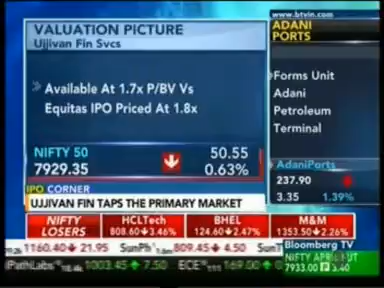 www.btvin.com
VALUATION PICTURE
Ujjivan Fin Svcs
Available At 1.7x P/BV Vs
Equitas IPO Priced At 1.8x
NIFTY 50
7929.35
50.55
0.63%
ADANI
PORTS
Forms Unit
Adani
Petroleum
Terminal
AdaniPorts
237.90
3.35 1.39%
IPO CORNER
UJJIVAN FIN TAPS THE PRIMARY MARKET
NIFTY
LOSERS
HCLTech
808.60 3.46%
BHEL
124.60 2.47%
M&M
1353.50 2.26%
Bloomberg TV
1160.40 21.95 SunPh 809.45 4.50
PathLabs 1003.45 7.50 169.00
NIFTY APR FUT
7933.00 3.40